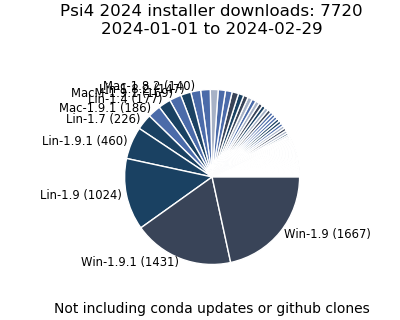 Psi4 2024 installer downloads: 7720
2024-01-01 to 2024-02-29
Mac-1.8.2 (140)
Lin-1.4 (177)
Mac-1.9.1 (186)
Lin-1.7 (226)
Lin-1.9.1 (460)
Lin-1.9 (1024)
Win-1.9 (1667)
Win-1.9.1 (1431)
Not including conda updates or github clones